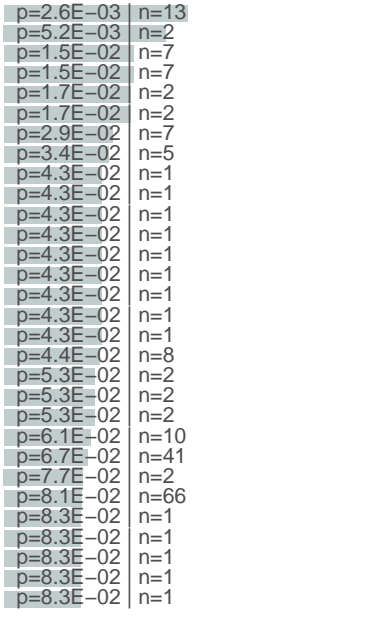 p=2.6E−03 | n=13
p=5.2E−03 | n=2
p=1.5E−02 | n=7
p=1.5E−02 | n=7
p=1.7E−02 | n=2
p=1.7E−02 | n=2
p=2.9E−02 | n=7
p=3.4E−02 | n=5
p=4.3E−02 | n=1
p=4.3E−02 | n=1
p=4.3E−02 | n=1
p=4.3E−02 | n=1
p=4.3E−02 | n=1
p=4.3E−02 | n=1
p=4.3E−02 | n=1
p=4.3E−02 | n=1
p=4.3E−02 | n=1
p=4.4E−02 | n=8
p=5.3E−02 | n=2
p=5.3E−02 | n=2
p=5.3E−02 | n=2
p=6.1E−02 | n=10
p=6.7E−02 | n=41
p=7.7E−02 | n=2
p=8.1E−02 | n=66
p=8.3E−02 | n=1
p=8.3E−02 | n=1
p=8.3E−02 | n=1
p=8.3E−02 | n=1
p=8.3E−02 | n=1